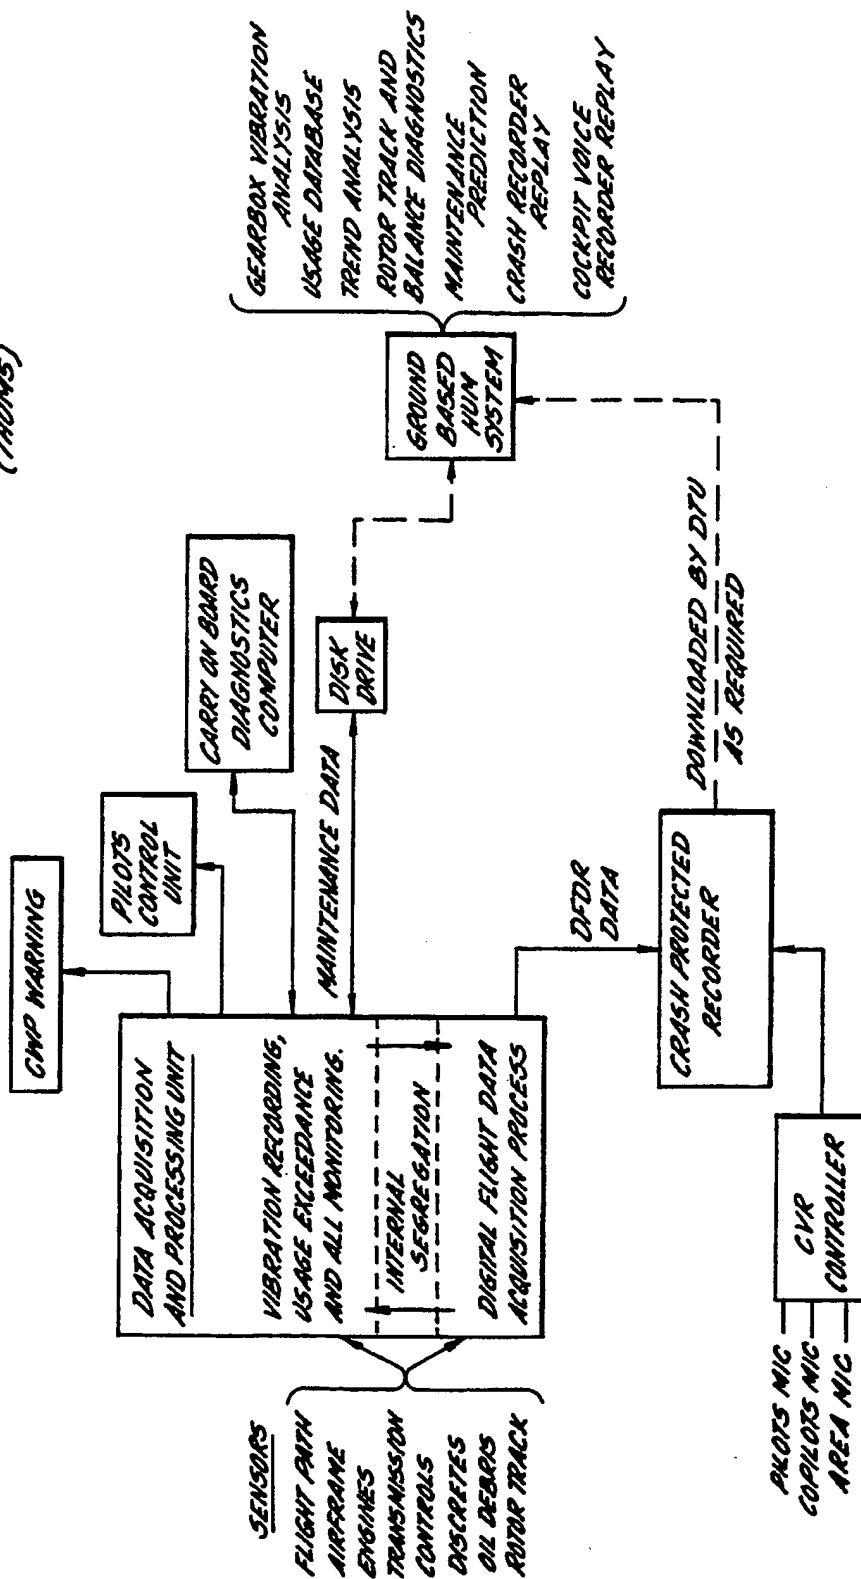 (THUMS)
CWP WARNING
PILOTS
CONTROL
UNIT
CARRY ON BOARD
DIAGNOSTICS
COMPUTER
SENSORS
FLIGHT PATH
AIRFRAME
ENGINES
TRANSMISSION
CONTROLS
DISCRETES
OIL DEBRIS
ROTOR TRACK
DATA ACQUISITION
AND PROCESSING UNIT
VIBRATION RECORDING,
USAGE EXCEEDANCE
AND ALL MONITORING.
INTERNAL
SEGREGATION
DIGITAL FLIGHT DATA
ACQUISITION PROCESS
MAINTENANCE DATA
DISK
DRIVE
GROUND
BASED
HUM
SYSTEM
GEARBOX VIBRATION
ANALYSIS
USAGE DATABASE
TREND ANALYSIS
ROTOR TRACK AND
BALANCE DIAGNOSTICS
MAINTENANCE
PREDICTION
CRASH RECORDER
REPLAY
COCKPIT VOICE
RECORDER REPLAY
DFDR
DATA
CRASH PROTECTED
RECORDER
DOWNLOADED BY DTU
AS REQUIRED
PILOTS MIC
COPILOTS MIC
AREA MIC
CVR
CONTROLLER